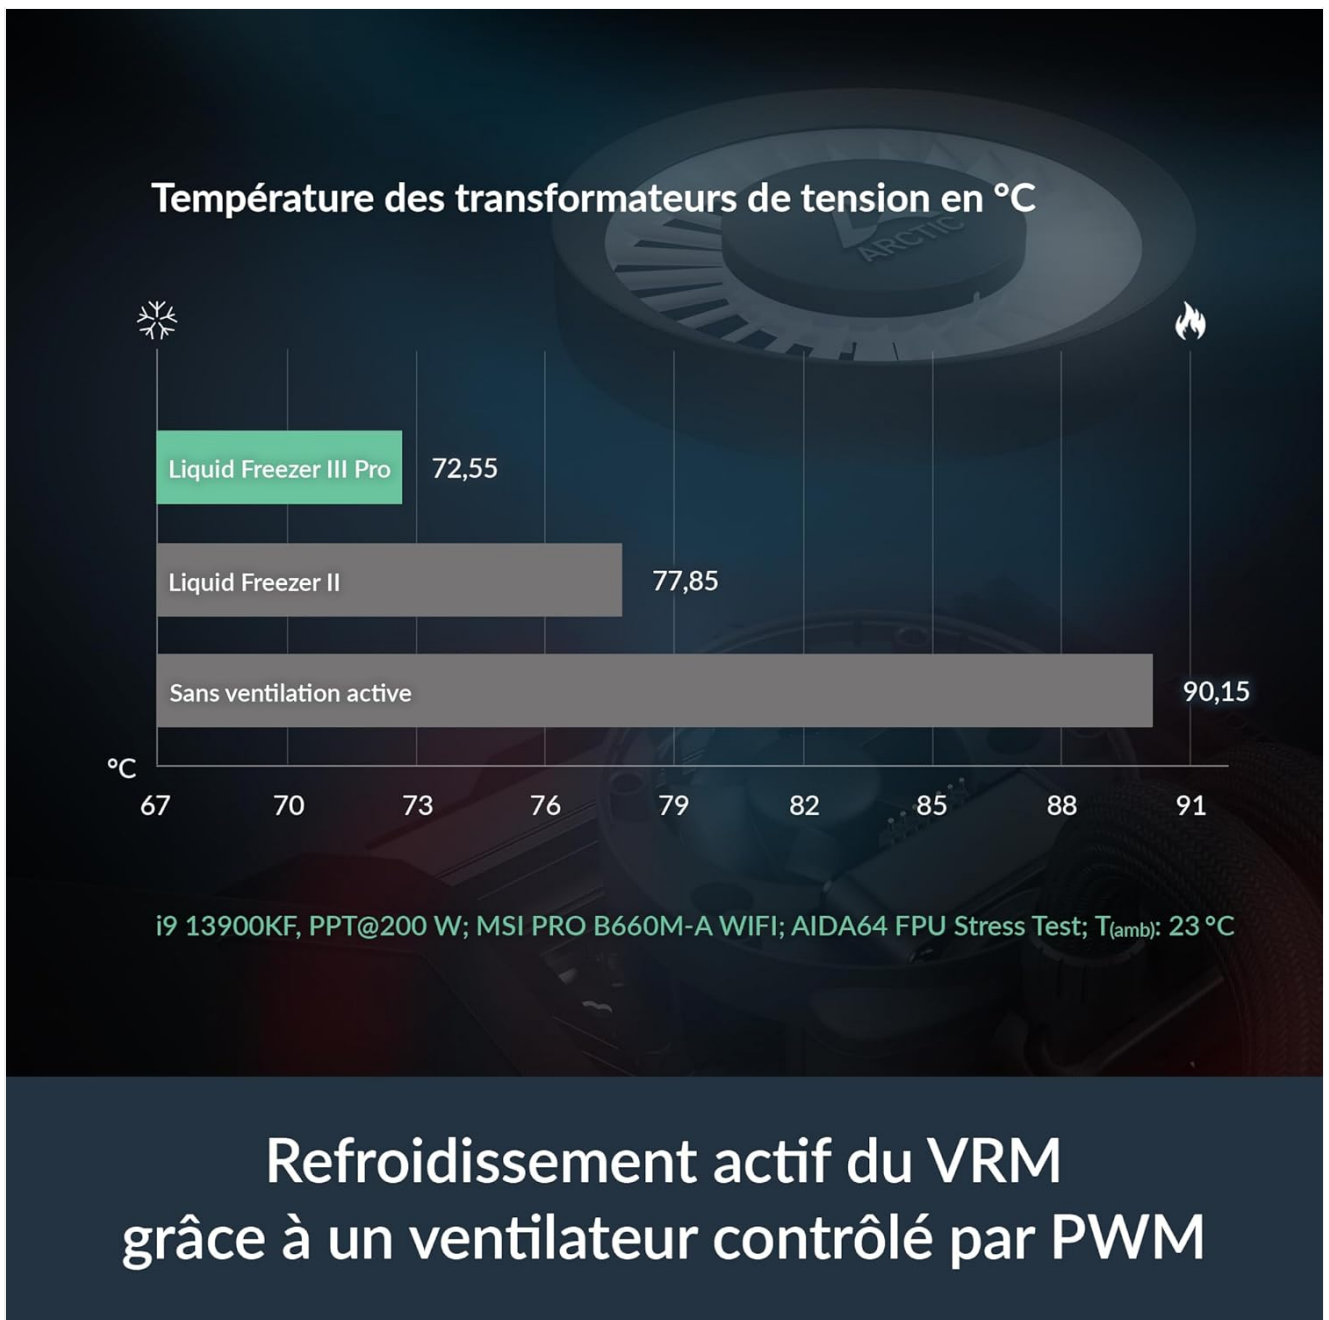 Température des transformateurs de tension en °C
ARCTIC
Liquid Freezer III Pro 72,55
Liquid Freezer II 77,85
Sans ventilation active 90,15
°C
67 70 73 76 79 82 85 88 91
i9 13900KF, PPT@200 W; MSI PRO B660M-A WIFI; AIDA64 FPU Stress Test; T(amb): 23 °C
Refroidissement actif du VRM
grâce à un ventilateur contrôlé par PWM